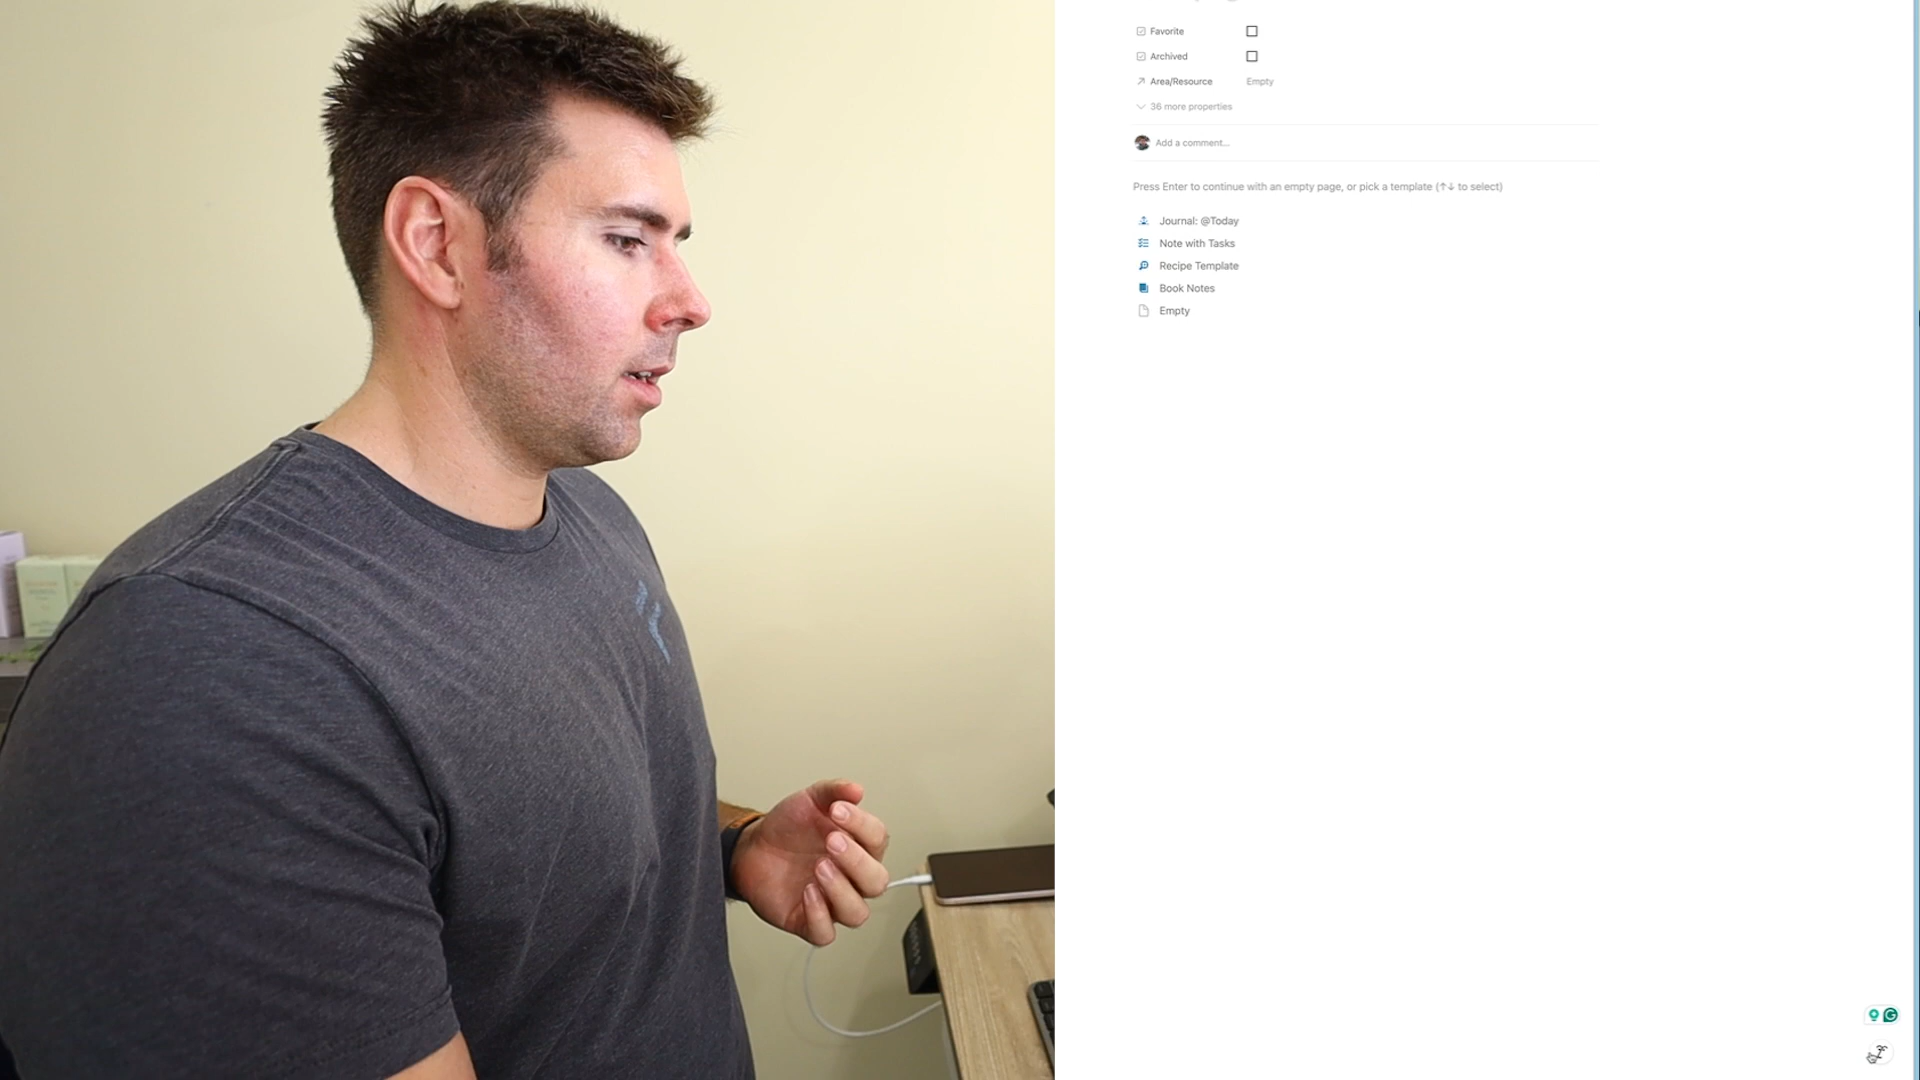 Favorite
Archived
Area/Resource Empty
36 more properties
Add a comment...
Press Enter to continue with an empty page, or pick a template (↑↓ to select)
Journal: @Today
Note with Tasks
Recipe Template
Book Notes
Empty